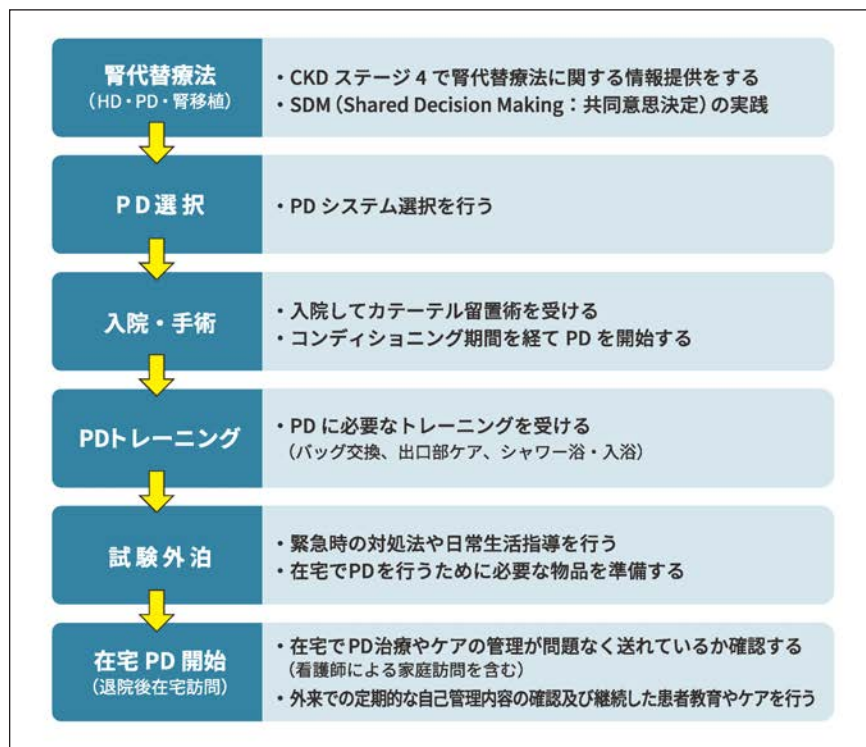 腎代替療法
（HD・PD・腎移植）
・CKD ステージ 4 で腎代替療法に関する情報提供をする
・SDM（Shared Decision Making：共同意思決定）の実践
PD選択
・PD システム選択を行う
入院・手術
・入院してカテーテル留置術を受ける
・コンディショニング期間を経て PD を開始する
PDトレーニング
・PD に必要なトレーニングを受ける
（バッグ交換、出口部ケア、シャワー浴・入浴）
試験外泊
・緊急時の対処法や日常生活指導を行う
・在宅でPDを行うために必要な物品を準備する
在宅 PD 開始
（退院後在宅訪問）
・在宅でPD治療やケアの管理が問題なく送れているか確認する
（看護師による家庭訪問を含む）
・外来での定期的な自己管理内容の確認及び継続した患者教育やケアを行う